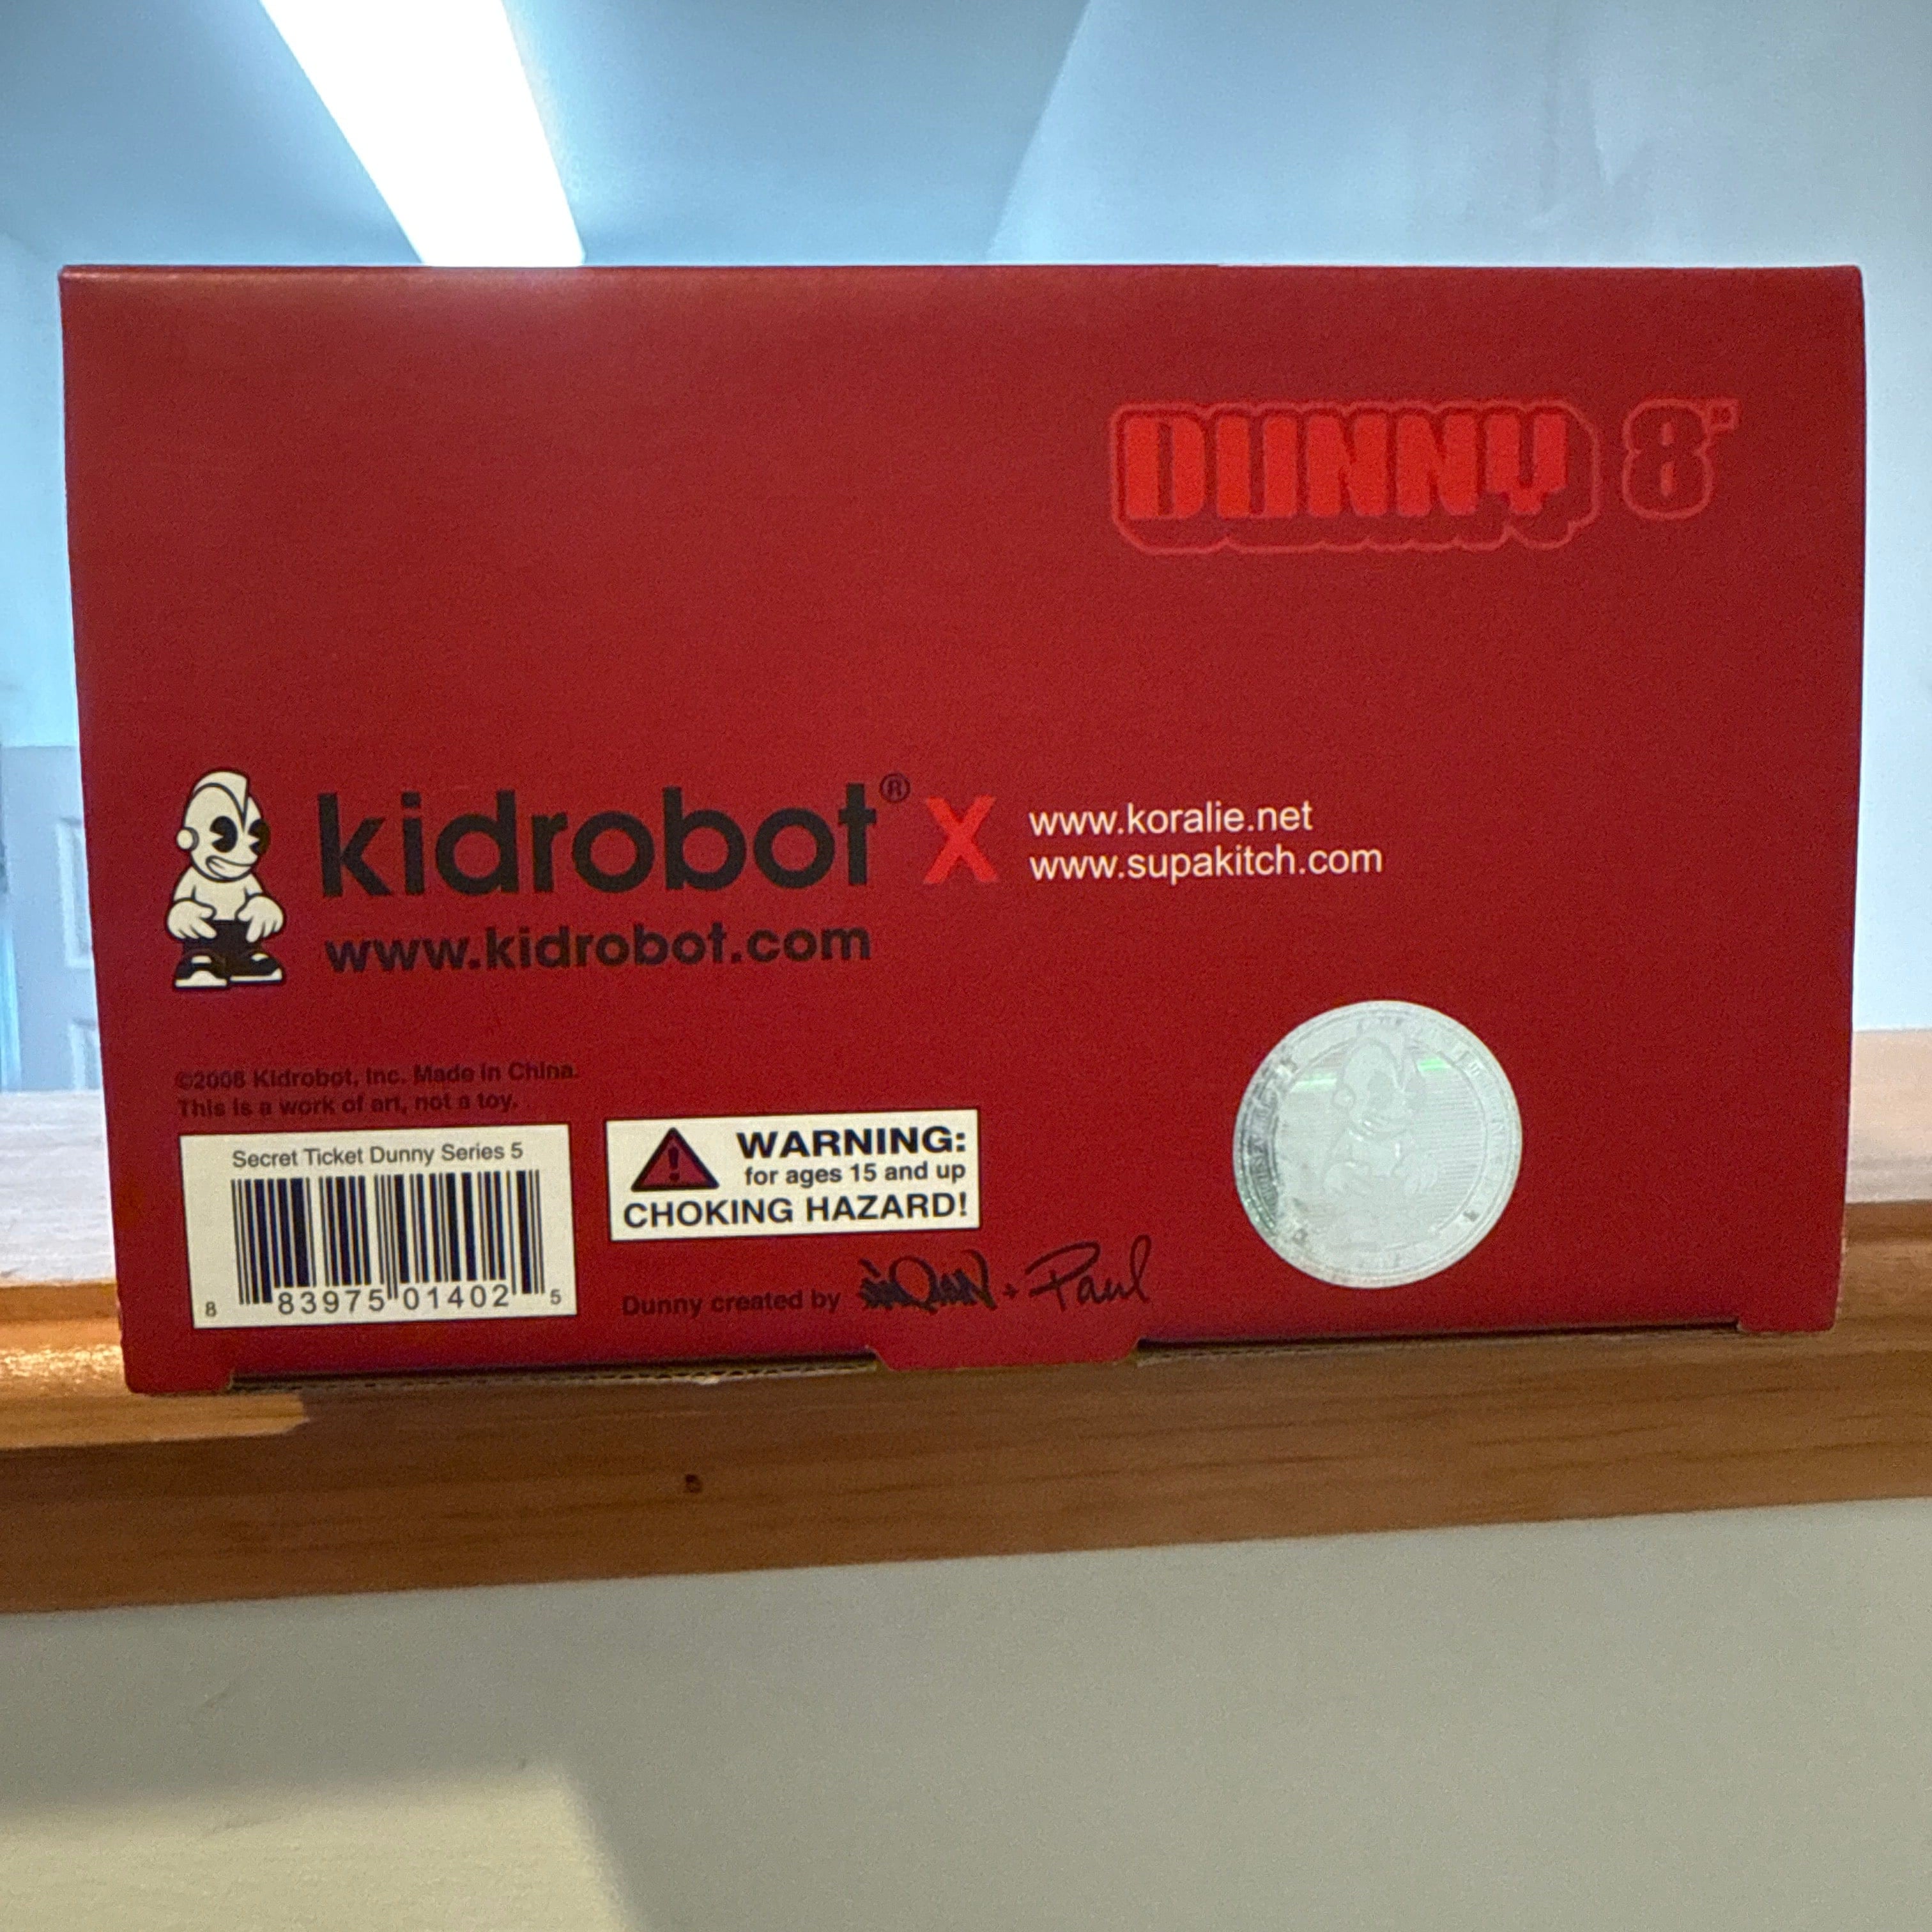 DUNNY 8"
kidrobot® X www.koralie.net
www.supakitch.com
www.kidrobot.com
©2008 Kidrobot, Inc. Made in China.
This is a work of art, not a toy.
Secret Ticket Dunny Series 5
8 83975 01402 5
WARNING:
for ages 15 and up
CHOKING HAZARD!
Dunny created by + Paul